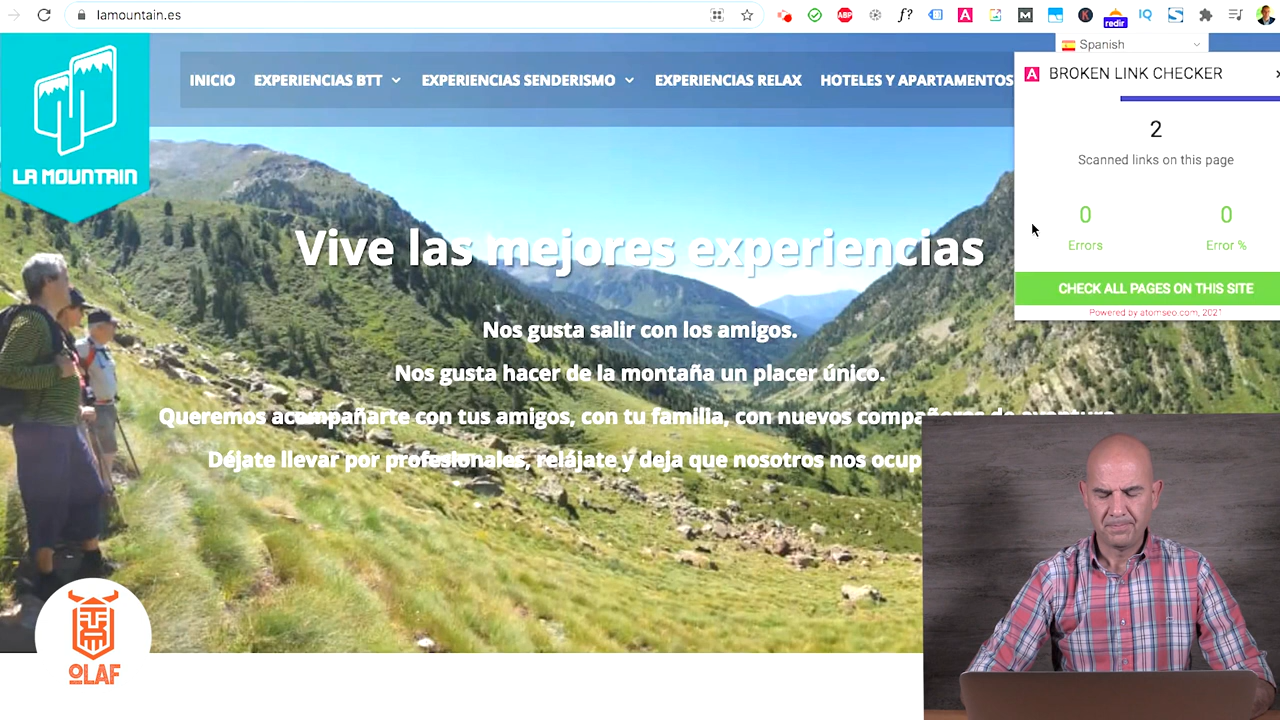 lamountain.es
ABP
f?
A
M
K
redir
IQ
S
Spanish
LA MOUNTAIN
INICIO EXPERIENCIAS BTT EXPERIENCIAS SENDERISMO EXPERIENCIAS RELAX HOTELES Y APARTAMENTOS
A BROKEN LINK CHECKER
2
Scanned links on this page
0 0
Errors Error %
CHECK ALL PAGES ON THIS SITE
Powered by atomseo.com, 2021
Vive las mejores experiencias
Nos gusta salir con los amigos.
Nos gusta hacer de la montaña un placer único.
Queremos acompañarte con tus amigos, con tu familia, con nuevos compañeros de aventura.
Déjate llevar por profesionales, relájate y deja que nosotros nos ocup
OLAF